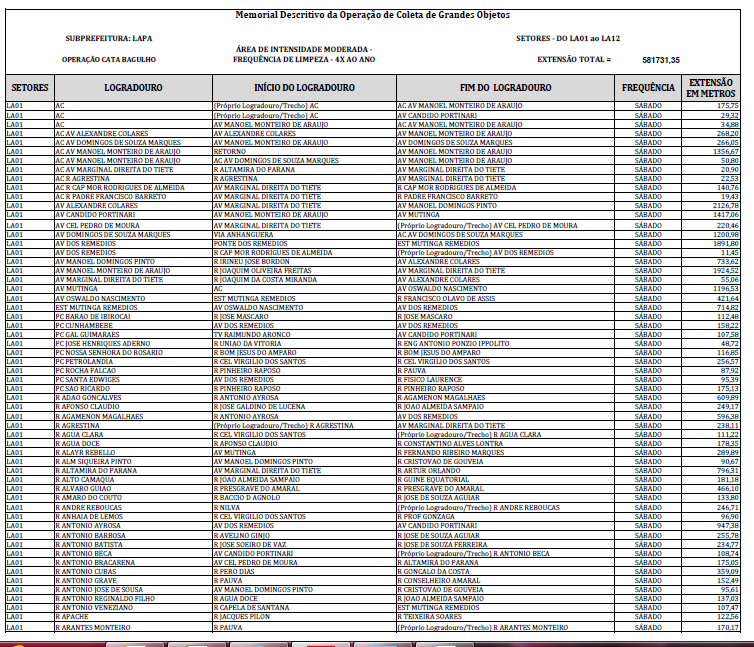 Memorial Descritivo da Operação de Coleta de Grandes Objetos
SUBPREFEITURA: LAPA
SETORES - DO LA01 ao LA12
ÁREA DE INTENSIDADE MODERADA -
OPERAÇÃO CATA BAGULHO
FREQUÊNCIA DE LIMPEZA - 4X AO ANO
EXTENSÃO TOTAL = 581731,35
SETORES LOGRADOURO INÍCIO DO LOGRADOURO FIM DO LOGRADOURO FREQUÊNCIA EXTENSÃO EM METROS
LA01 AC (Próprio Logradouro/Trecho) AC AC AV MANOEL MONTEIRO DE ARAUJO SÁBADO 175,75
LA01 AC (Próprio Logradouro/Trecho) AC AV CANDIDO PORTINARI SÁBADO 29,32
LA01 AC AV MANOEL MONTEIRO DE ARAUJO AC AV MANOEL MONTEIRO DE ARAUJO SÁBADO 34,88
LA01 AC AV ALEXANDRE COLARES AV ALEXANDRE COLARES AV MANOEL MONTEIRO DE ARAUJO SÁBADO 268,20
LA01 AC AV DOMINGOS DE SOUZA MARQUES AV MANOEL MONTEIRO DE ARAUJO AV DOMINGOS DE SOUZA MARQUES SÁBADO 266,05
LA01 AC AV MANOEL MONTEIRO DE ARAUJO RETORNO AV MANOEL MONTEIRO DE ARAUJO SÁBADO 1356,67
LA01 AC AV MANOEL MONTEIRO DE ARAUJO AC AV DOMINGOS DE SOUZA MARQUES AV MANOEL MONTEIRO DE ARAUJO SÁBADO 50,80
LA01 AC AV MARGINAL DIREITA DO TIETE R ALTAMIRA DO PARANA AV MARGINAL DIREITA DO TIETE SÁBADO 20,90
LA01 AC R AGRESTINA R AGRESTINA AV MARGINAL DIREITA DO TIETE SÁBADO 22,53
LA01 AC R CAP MOR RODRIGUES DE ALMEIDA AV MARGINAL DIREITA DO TIETE R CAP MOR RODRIGUES DE ALMEIDA SÁBADO 140,76
LA01 AC R PADRE FRANCISCO BARRETO AV MARGINAL DIREITA DO TIETE R PADRE FRANCISCO BARRETO SÁBADO 19,43
LA01 AV ALEXANDRE COLARES AV MARGINAL DIREITA DO TIETE AV MANOEL DOMINGOS PINTO SÁBADO 2126,78
LA01 AV CANDIDO PORTINARI AV MANOEL MONTEIRO DE ARAUJO AV MUTINGA SÁBADO 1417,06
LA01 AV CEL PEDRO DE MOURA AV MARGINAL DIREITA DO TIETE (Próprio Logradouro/Trecho) AV CEL PEDRO DE MOURA SÁBADO 220,46
LA01 AV DOMINGOS DE SOUZA MARQUES VIA ANHANGUERA AC AV DOMINGOS DE SOUZA MARQUES SÁBADO 1200,98
LA01 AV DOS REMEDIOS PONTE DOS REMEDIOS EST MUTINGA REMEDIOS SÁBADO 1891,80
LA01 AV DOS REMEDIOS R CAP MOR RODRIGUES DE ALMEIDA (Próprio Logradouro/Trecho) AV DOS REMEDIOS SÁBADO 11,45
LA01 AV MANOEL DOMINGOS PINTO R IRINEU JOSE BORDON AV ALEXANDRE COLARES SÁBADO 733,62
LA01 AV MANOEL MONTEIRO DE ARAUJO R JOAQUIM OLIVEIRA FREITAS AV MARGINAL DIREITA DO TIETE SÁBADO 1924,52
LA01 AV MARGINAL DIREITA DO TIETE R JOAQUIM DA COSTA MIRANDA AV ALEXANDRE COLARES SÁBADO 55,06
LA01 AV MUTINGA AC AV OSWALDO NASCIMENTO SÁBADO 1196,53
LA01 AV OSWALDO NASCIMENTO EST MUTINGA REMEDIOS R FRANCISCO OLAVO DE ASSIS SÁBADO 421,64
LA01 EST MUTINGA REMEDIOS AV OSWALDO NASCIMENTO AV DOS REMEDIOS SÁBADO 714,82
LA01 PC BARAO DE IBIROCAI R JOSE MASCARO R JOSE MASCARO SÁBADO 112,48
LA01 PC CUNHAMBEBE AV DOS REMEDIOS AV DOS REMEDIOS SÁBADO 158,22
LA01 PC GAL GUIMARAES TV RAIMUNDO ARONCO AV CANDIDO PORTINARI SÁBADO 107,58
LA01 PC JOSE HENRIQUES ADERNO R UNIAO DA VITORIA R ENG ANTONIO PONZIO IPPOLITO SÁBADO 48,72
LA01 PC NOSSA SENHORA DO ROSARIO R BOM JESUS DO AMPARO R BOM JESUS DO AMPARO SÁBADO 116,85
LA01 PC PETROLANDIA R CEL VIRGILIO DOS SANTOS R CEL VIRGILIO DOS SANTOS SÁBADO 256,57
LA01 PC ROCHA FALCAO R PINHEIRO RAPOSO R PAUVA SÁBADO 87,92
LA01 PC SANTA EDWIGES AV DOS REMEDIOS R FISICO LAURENCE SÁBADO 95,39
LA01 PC SAO RICARDO R PINHEIRO RAPOSO R PINHEIRO RAPOSO SÁBADO 175,13
LA01 R ADAO GONCALVES R ANTONIO AYROSA R AGAMENON MAGALHAES SÁBADO 609,89
LA01 R AFONSO CLAUDIO R JOSE GALDINO DE LUCENA R JOAO ALMEIDA SAMPAIO SÁBADO 249,17
LA01 R AGAMENON MAGALHAES R ANTONIO AYROSA AV DOS REMEDIOS SÁBADO 596,38
LA01 R AGRESTINA (Próprio Logradouro/Trecho) R AGRESTINA AV MARGINAL DIREITA DO TIETE SÁBADO 238,11
LA01 R AGUA CLARA R CEL VIRGILIO DOS SANTOS (Próprio Logradouro/Trecho) R AGUA CLARA SÁBADO 111,22
LA01 R AGUA DOCE R AFONSO CLAUDIO R CONSTANTINO ALVES LONTRA SÁBADO 178,35
LA01 R ALAYR REBELLO AV MUTINGA R FERNANDO RIBEIRO MARQUES SÁBADO 289,89
LA01 R ALM SIQUEIRA PINTO AV MANOEL DOMINGOS PINTO R CRISTOVAO DE GOUVEIA SÁBADO 90,67
LA01 R ALTAMIRA DO PARANA AV MARGINAL DIREITA DO TIETE R ARTUR ORLANDO SÁBADO 796,31
LA01 R ALTO CAMAQUA R JOAO ALMEIDA SAMPAIO R GUINE EQUATORIAL SÁBADO 181,18
LA01 R ALVARO GUIAO R PRESGRAVE DO AMARAL R PRESGRAVE DO AMARAL SÁBADO 466,10
LA01 R AMARO DO COUTO R BACCIO D AGNOLO R JOSE DE SOUZA AGUIAR SÁBADO 133,80
LA01 R ANDRE REBOUCAS R NILVA (Próprio Logradouro/Trecho) R ANDRE REBOUCAS SÁBADO 246,71
LA01 R ANHAIA DE LEMOS R CEL VIRGILIO DOS SANTOS R PROF GONZAGA SÁBADO 96,90
LA01 R ANTONIO AYROSA AV DOS REMEDIOS AV CANDIDO PORTINARI SÁBADO 947,38
LA01 R ANTONIO BARBOSA R AVELINO GINJO R JOSE DE SOUZA AGUIAR SÁBADO 255,78
LA01 R ANTONIO BATISTA R JOSE SOEIRO DE VAZ R JOSE DE SOUZA FERREIRA SÁBADO 234,77
LA01 R ANTONIO BECA AV CANDIDO PORTINARI (Próprio Logradouro/Trecho) R ANTONIO BECA SÁBADO 108,74
LA01 R ANTONIO BRACARENA AV CEL PEDRO DE MOURA R ALTAMIRA DO PARANA SÁBADO 175,05
LA01 R ANTONIO CUBAS R PERO DIAS R GONCALO DA COSTA SÁBADO 359,09
LA01 R ANTONIO GRAVE R PAUVA R CONSELHEIRO AMARAL SÁBADO 152,49
LA01 R ANTONIO JOSE DE SOUSA AV MANOEL DOMINGOS PINTO R CRISTOVAO DE GOUVEIA SÁBADO 95,61
LA01 R ANTONIO REGINALDO FILHO R AGUA DOCE R JOAO ALMEIDA SAMPAIO SÁBADO 137,03
LA01 R ANTONIO VENEZIANO R CAPELA DE SANTANA EST MUTINGA REMEDIOS SÁBADO 107,47
LA01 R APACHE R JACQUES PILON R TEIXEIRA SOARES SÁBADO 122,56
LA01 R ARANTES MONTEIRO R PAUVA (Próprio Logradouro/Trecho) R ARANTES MONTEIRO SÁBADO 170,17